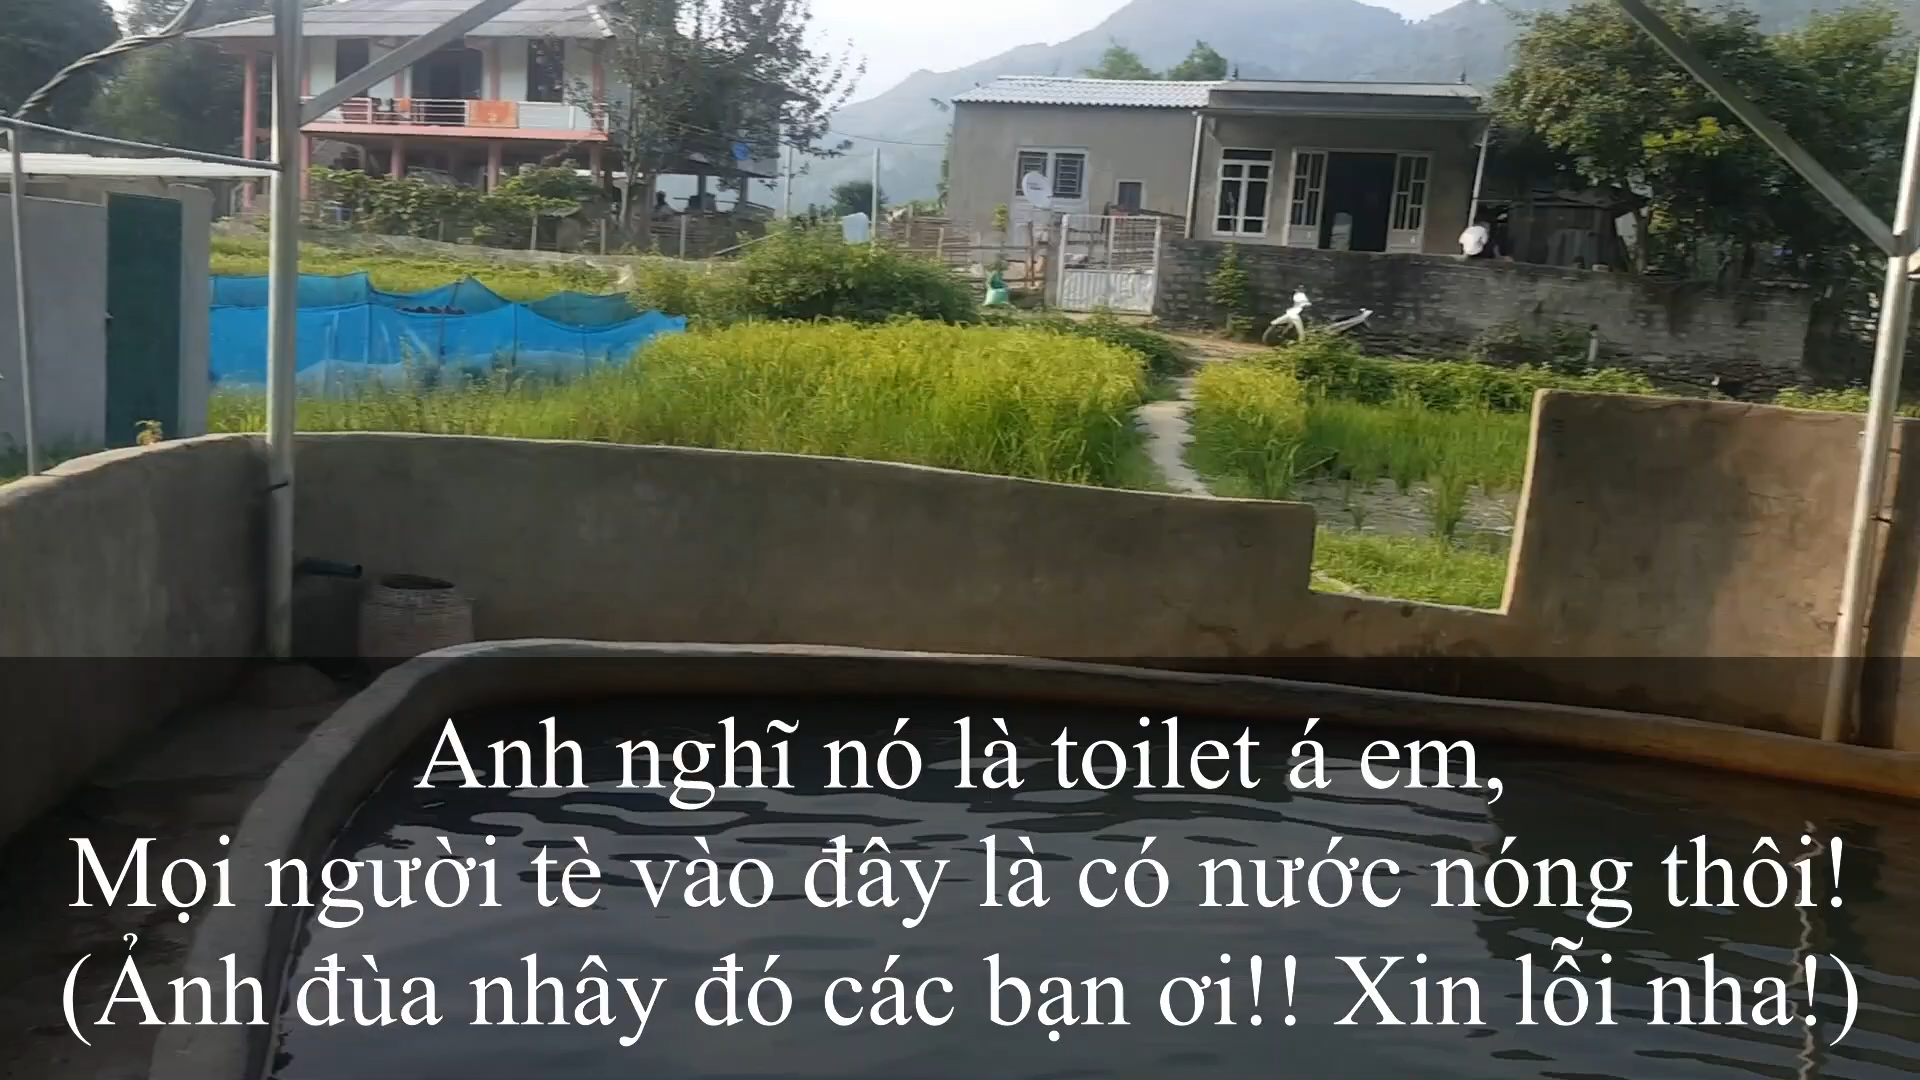 Anh nghĩ nó là toilet á em,
Mọi người tè vào đây là có nước nóng thôi!
(Ảnh đùa nhây đó các bạn ơi!! Xin lỗi nha!)